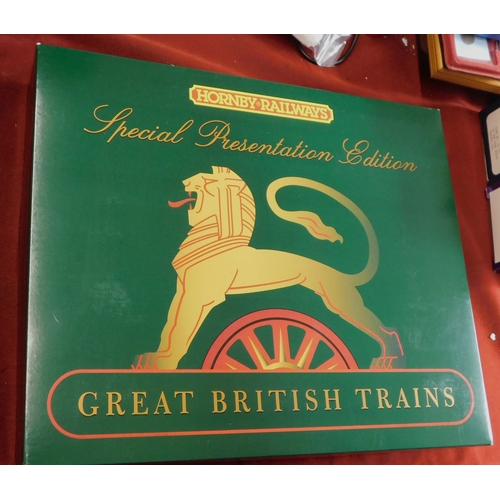 HORNBY RAILWAYS
Special Presentation Edition
GREAT BRITISH TRAINS